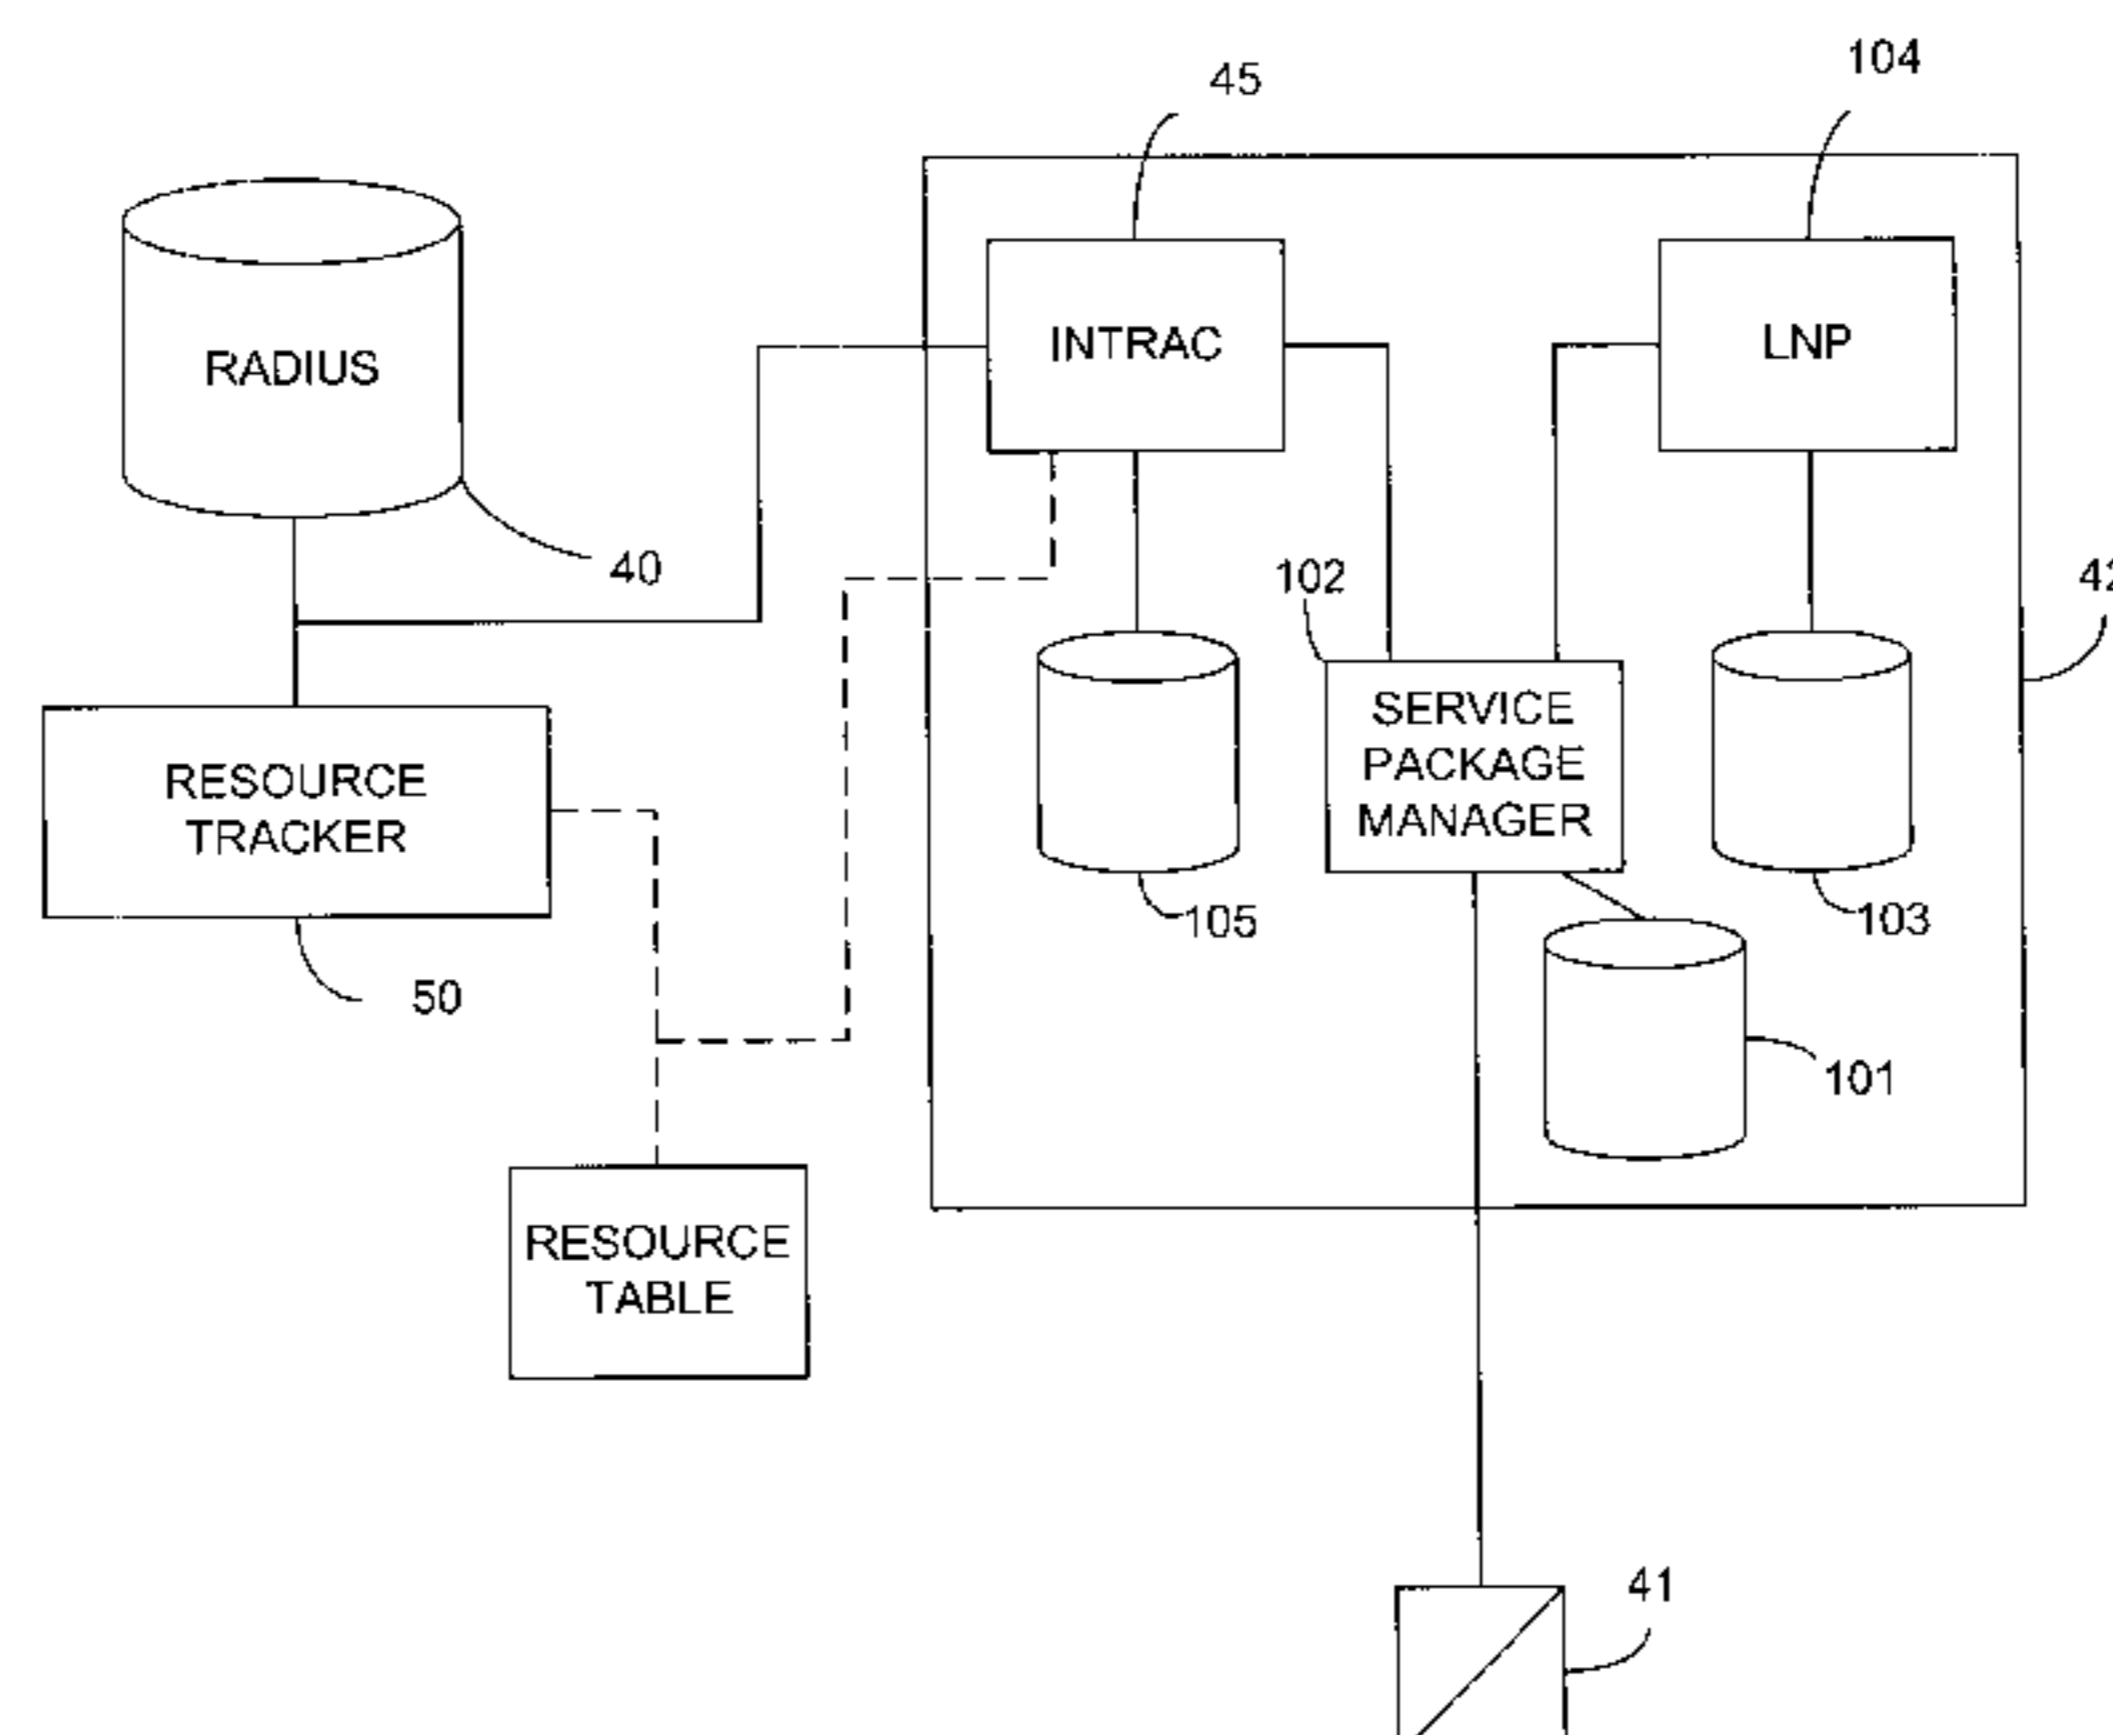 104
45
INTRAC
LNP
RADIUS
40
102
SERVICE
PACKAGE
MANAGER
RESOURCE
TRACKER
105
103
50
101
RESOURCE
TABLE
41